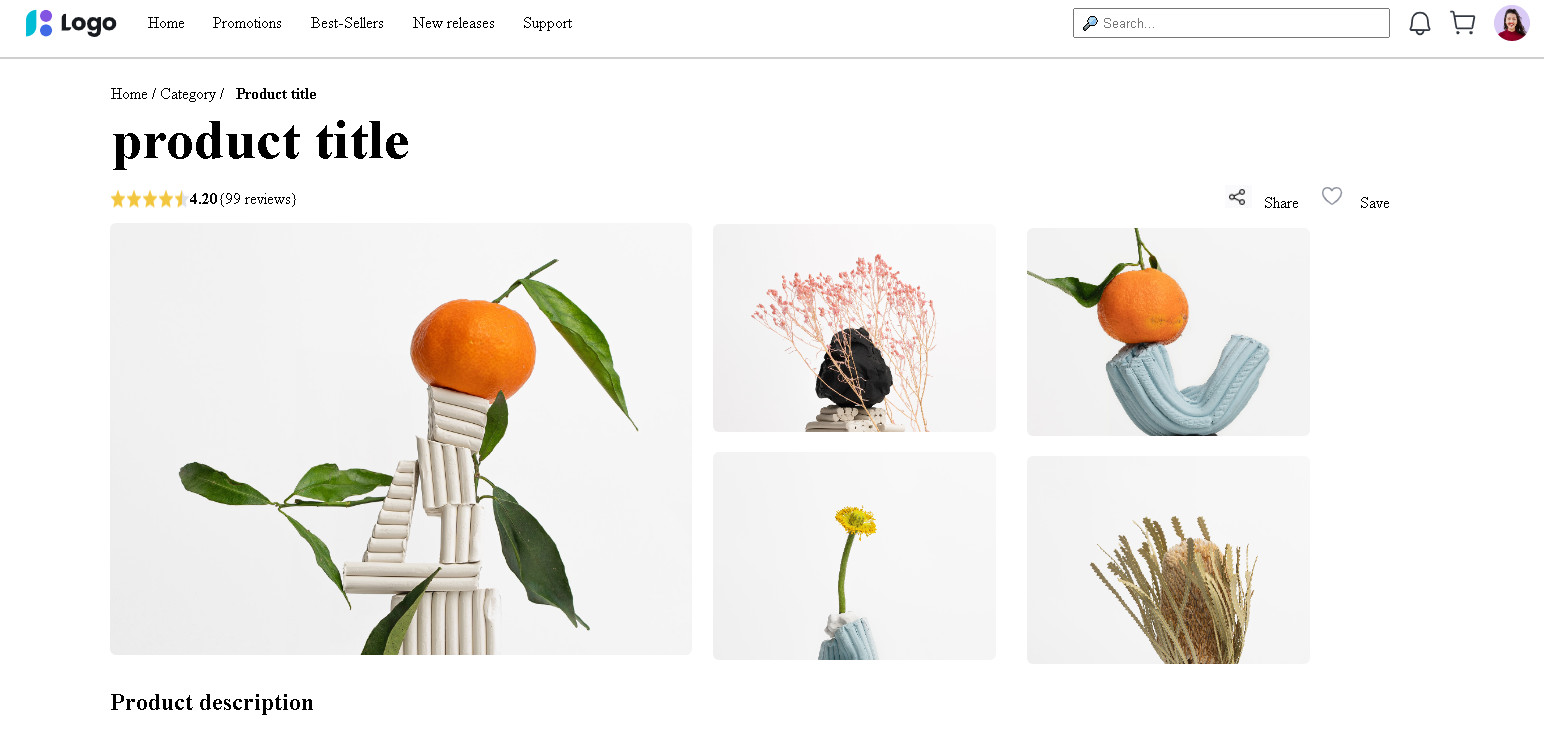 Logo Home Promotions Best-Sellers New releases Support Search...
Home / Category / Product title
product title
4.20 (99 reviews) Share Save
Product description